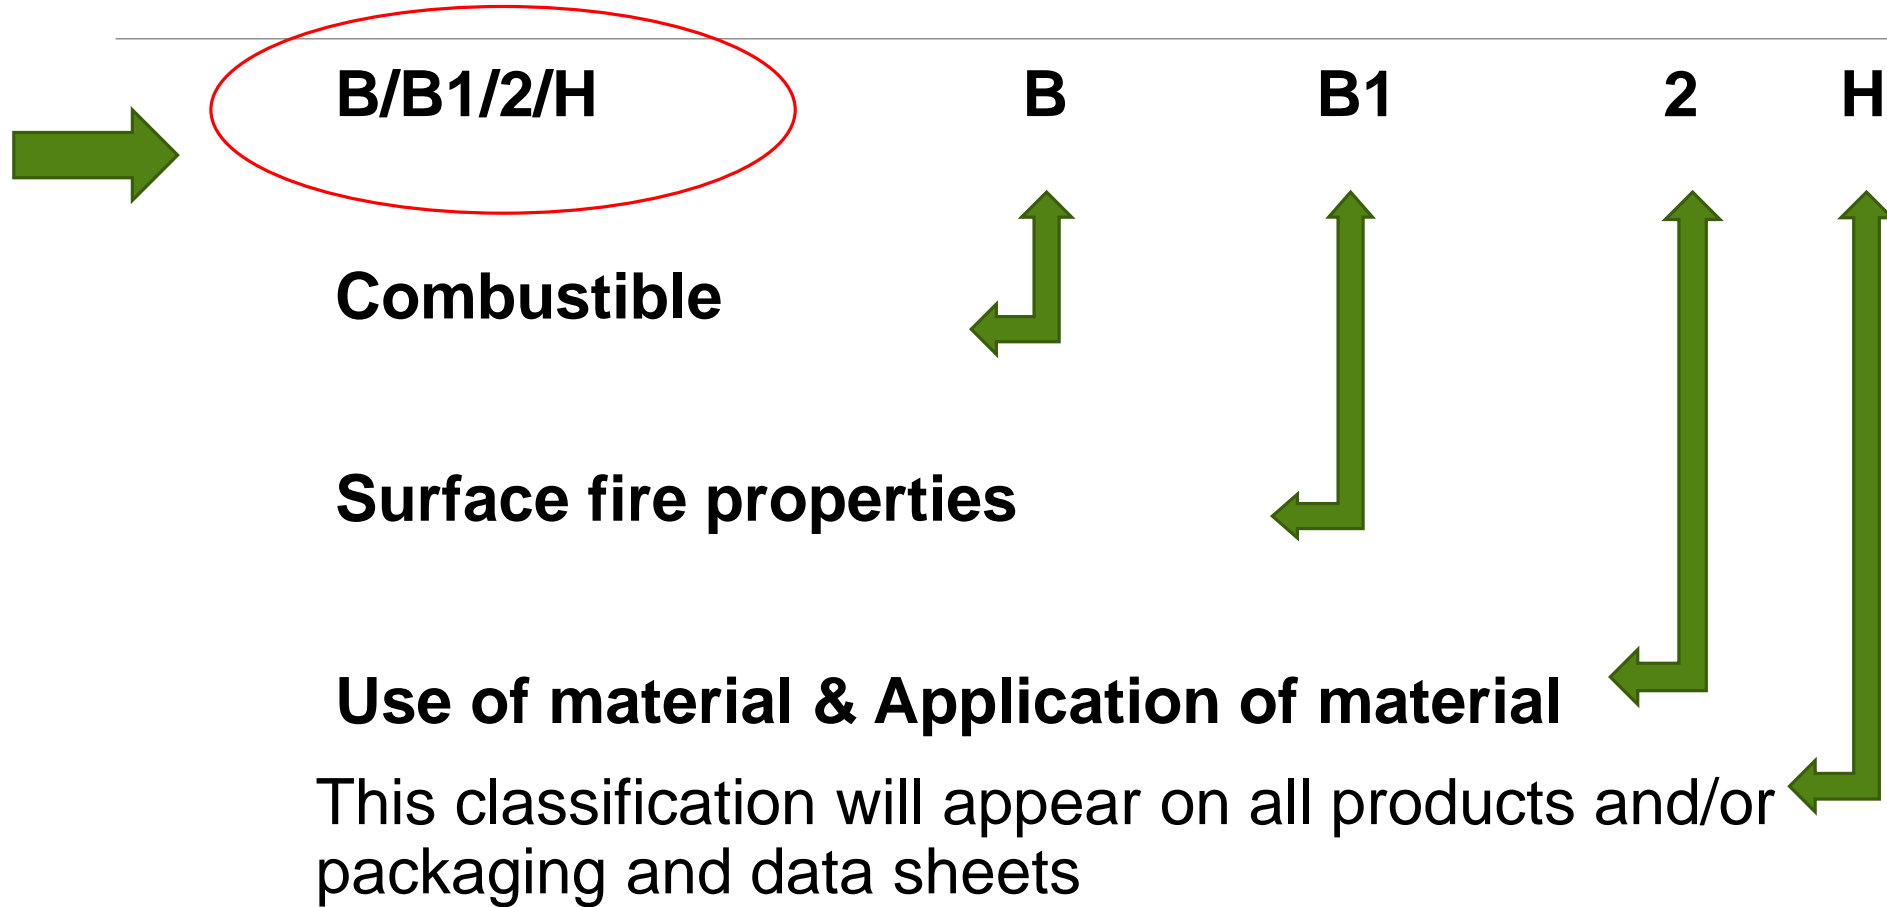 B/B1/2/H B B1 2 H
Combustible
Surface fire properties
Use of material & Application of material
This classification will appear on all products and/or
packaging and data sheets